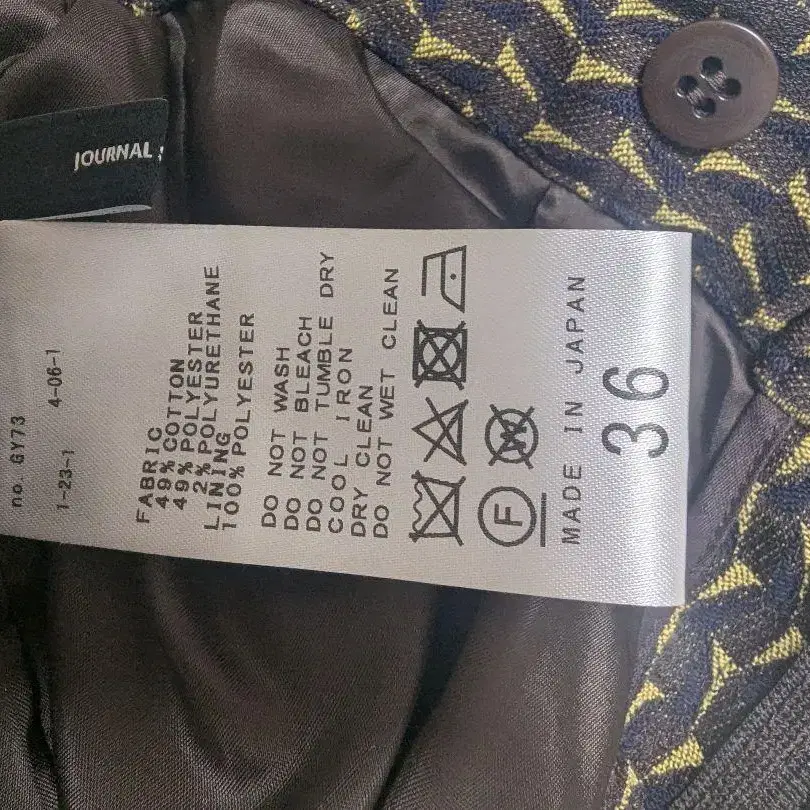 JOURNAL
no. GY73
1-23-1 4-06-1
FABRIC
49% COTTON
49% POLYESTER
2% POLYURETHANE
LINING
100% POLYESTER
DO NOT WASH
DO NOT BLEACH
DO NOT TUMBLE DRY
COOL IRON
DRY CLEAN
DO NOT WET CLEAN
F W
MADE IN JAPAN
36